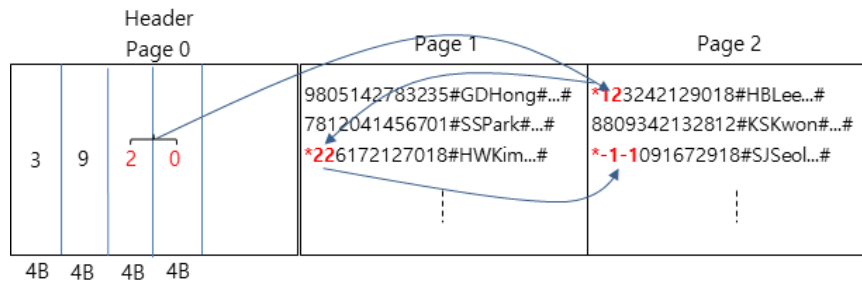 Header
Page 0
Page 1
Page 2
3 9 2 0
9805142783235#GDHong#...#
7812041456701#SSPark#...#
*226172127018#HWKim...#
*123242129018#HBLee...#
8809342132812#KSKwon#...#
*-1-1091672918#SJSeol...#
4B 4B 4B 4B